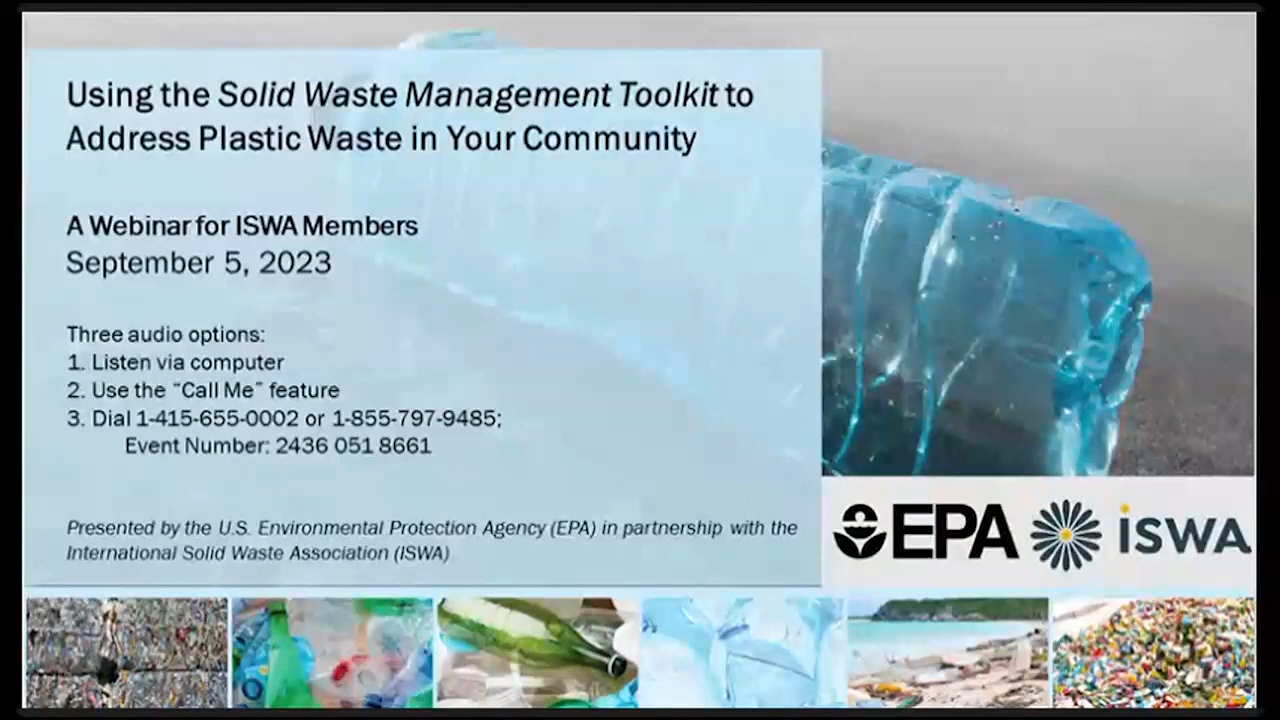 Using the Solid Waste Management Toolkit to
Address Plastic Waste in Your Community
A Webinar for ISWA Members
September 5, 2023
Three audio options:
1. Listen via computer
2. Use the “Call Me” feature
3. Dial 1-415-655-0002 or 1-855-797-9485;
Event Number: 2436 051 8661
Presented by the U.S. Environmental Protection Agency (EPA) in partnership with the
International Solid Waste Association (ISWA)
EPA iSWA